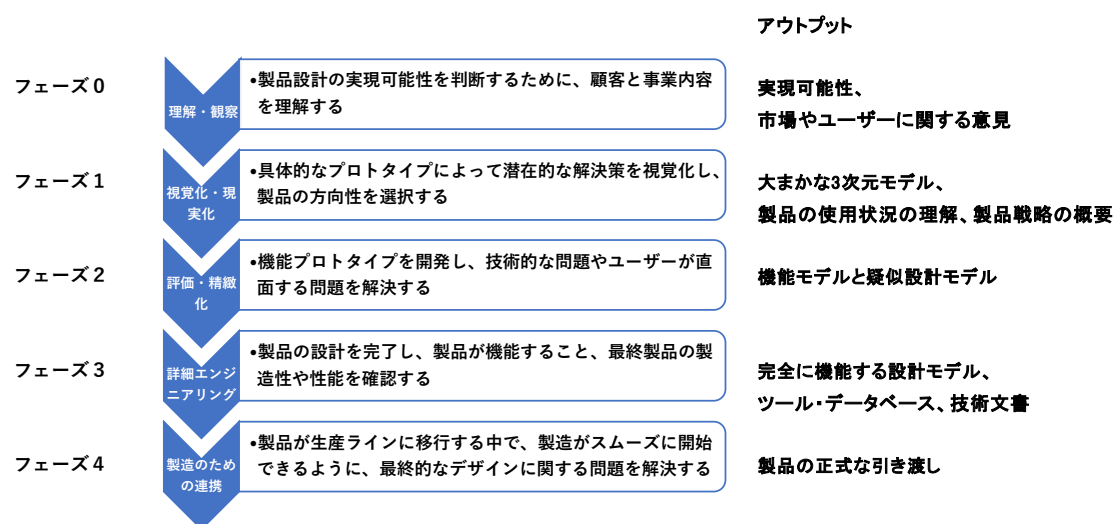 アウトプット
フェーズ0
理解・観察
•製品設計の実現可能性を判断するために、顧客と事業内容
を理解する
実現可能性、
市場やユーザーに関する意見
フェーズ1
視覚化・現
実化
•具体的なプロトタイプによって潜在的な解決策を視覚化し、
製品の方向性を選択する
大まかな3次元モデル、
製品の使用状況の理解、製品戦略の概要
フェーズ2
評価・精緻
化
•機能プロトタイプを開発し、技術的な問題やユーザーが直
面する問題を解決する
機能モデルと疑似設計モデル
フェーズ3
詳細エンジ
ニアリング
•製品の設計を完了し、製品が機能すること、最終製品の製
造性や性能を確認する
完全に機能する設計モデル、
ツール・データベース、技術文書
フェーズ4
製造のため
の連携
•製品が生産ラインに移行する中で、製造がスムーズに開始
できるように、最終的なデザインに関する問題を解決する
製品の正式な引き渡し